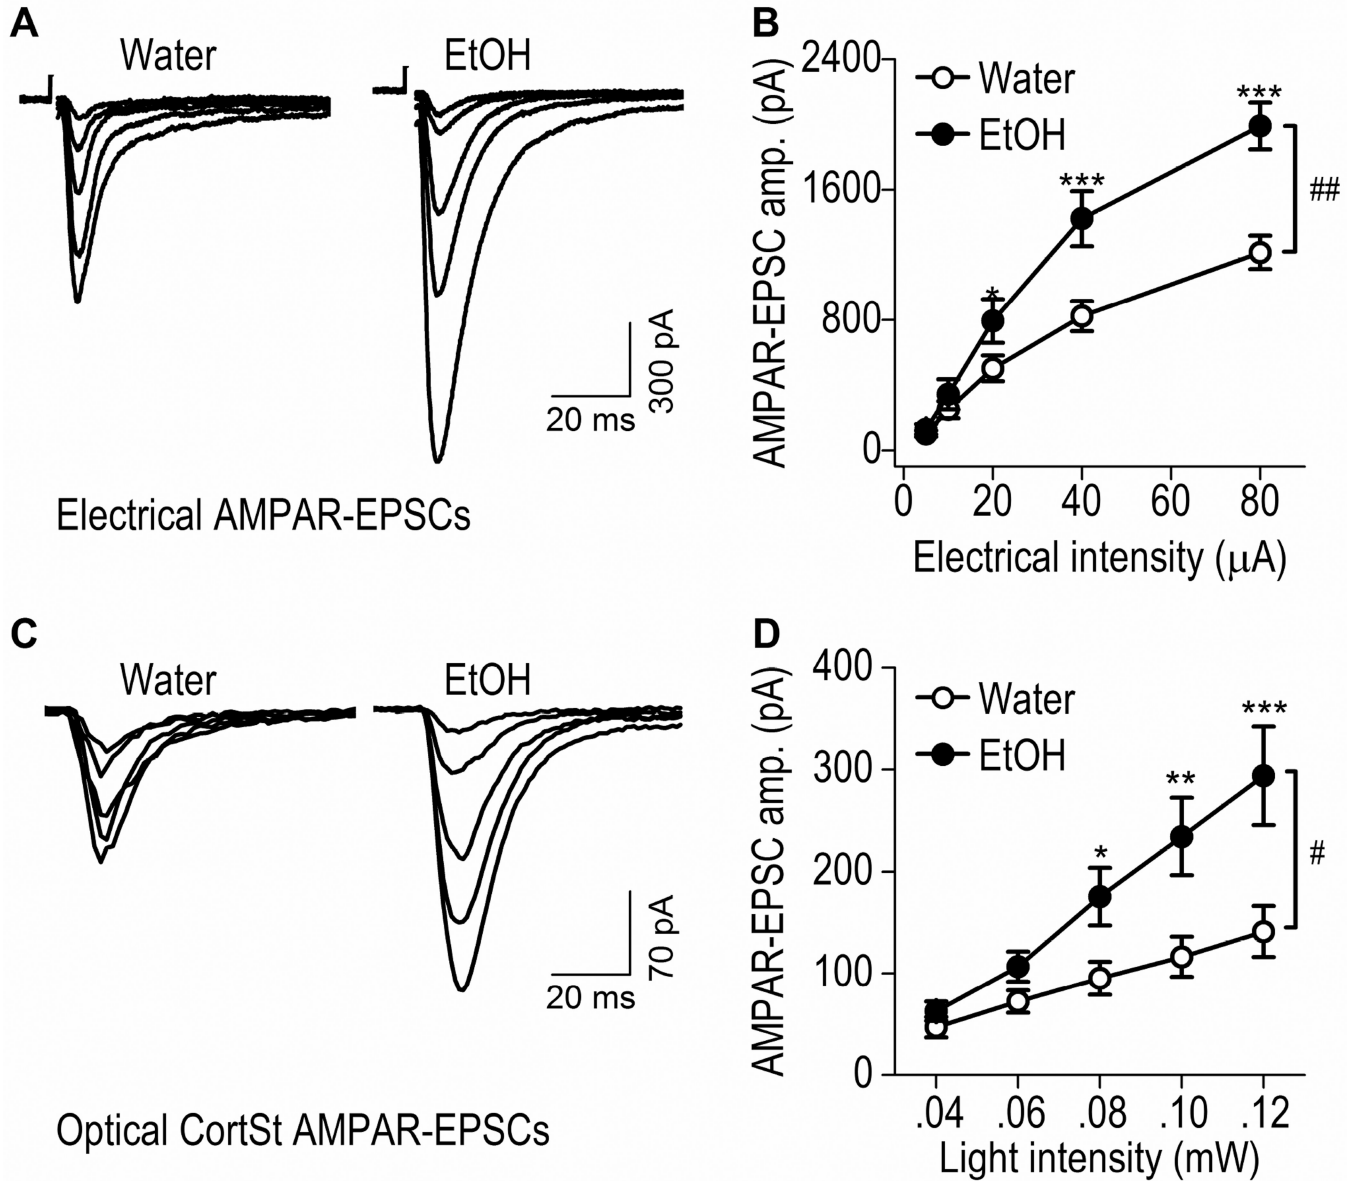 A
Water
EtOH
300 pA
20 ms
Electrical AMPAR-EPSCs
B
AMPAR-EPSC amp. (pA)
2400
1600
800
0
Water
EtOH
*
***
***
##
0 20 40 60 80
Electrical intensity (μA)
C
Water
EtOH
70 pA
20 ms
Optical CortSt AMPAR-EPSCs
D
AMPAR-EPSC amp. (pA)
400
300
200
100
0
Water
EtOH
*
**
***
#
.04 .06 .08 .10 .12
Light intensity (mW)